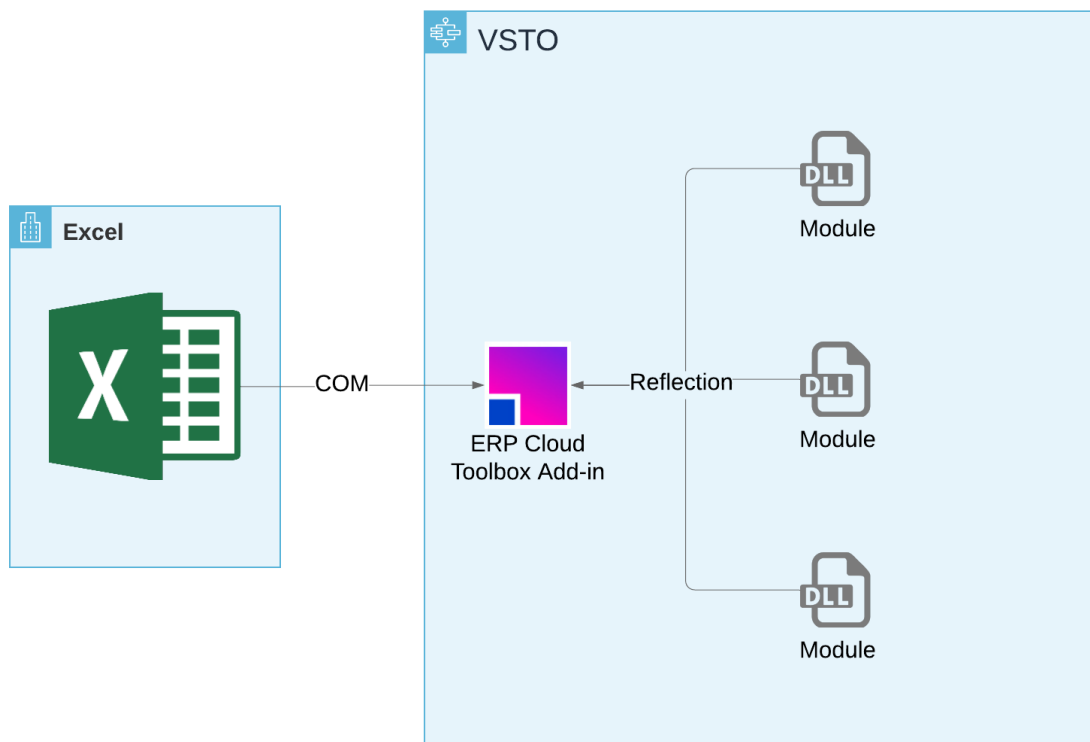 VSTO
DLL
Module
Excel
X
COM
Reflection
DLL
Module
ERP Cloud
Toolbox Add-in
DLL
Module